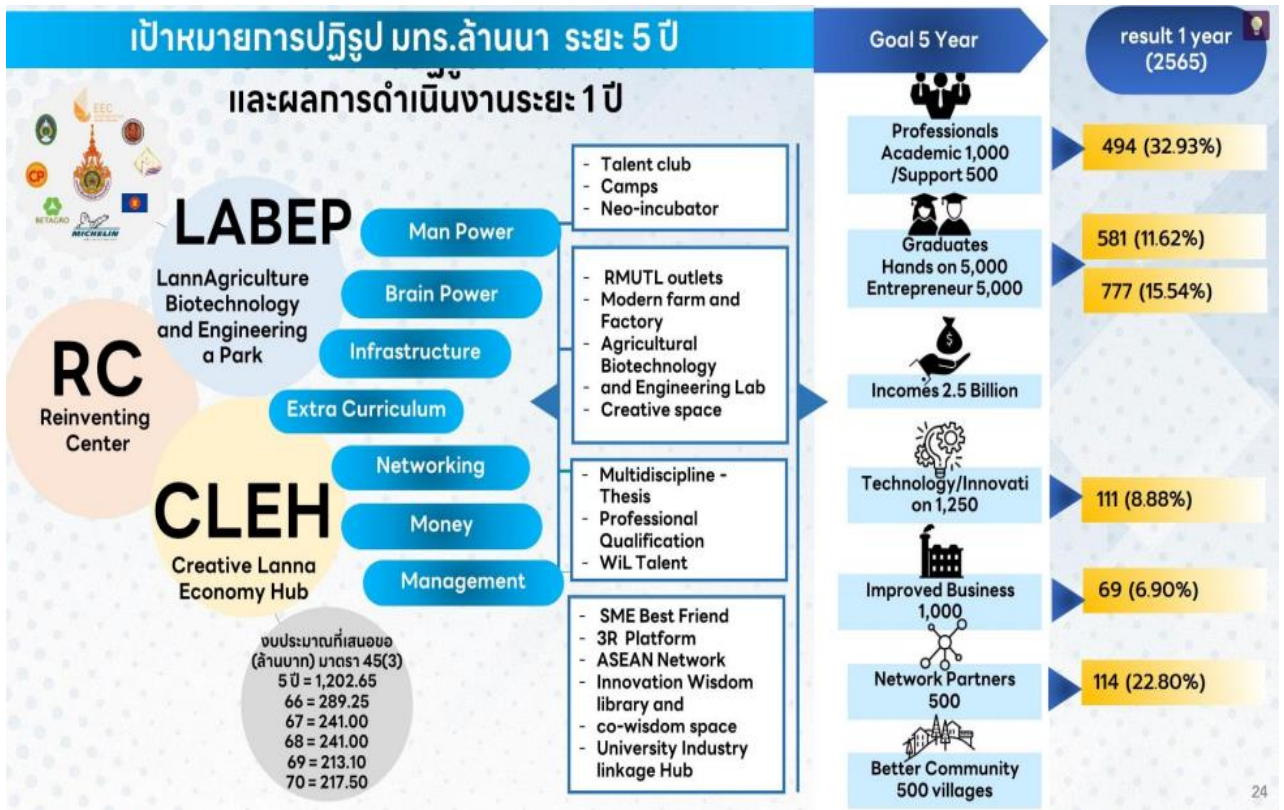 เป้าหมายการปฏิรูป มทร.ล้านนา ระยะ 5 ปี
และผลการดำเนินงานระยะ 1 ปี
EEC
CP
BETAGRO
MICHELIN
LABEP
LannAgriculture
Biotechnology
and Engineering
a Park
RC
Reinventing
Center
CLEH
Creative Lanna
Economy Hub
งบประมาณที่เสนอขอ
(ล้านบาท) มาตรา 45(3)
5 ปี = 1,202.65
66 = 289.25
67 = 241.00
68 = 241.00
69 = 213.10
70 = 217.50
Man Power
Brain Power
Infrastructure
Extra Curriculum
Networking
Money
Management
- Talent club
- Camps
- Neo-incubator
- RMUTL outlets
- Modern farm and
Factory
- Agricultural
Biotechnology
- and Engineering Lab
- Creative space
- Multidiscipline -
Thesis
- Professional
Qualification
- WiL Talent
- SME Best Friend
- 3R Platform
- ASEAN Network
- Innovation Wisdom
library and
- co-wisdom space
- University Industry
linkage Hub
Goal 5 Year
Professionals
Academic 1,000
/Support 500
Graduates
Hands on 5,000
Entrepreneur 5,000
$
Incomes 2.5 Billion
Technology/Innovati
on 1,250
Improved Business
1,000
Network Partners
500
Better Community
500 villages
result 1 year
(2565)
494 (32.93%)
581 (11.62%)
777 (15.54%)
111 (8.88%)
69 (6.90%)
114 (22.80%)
24